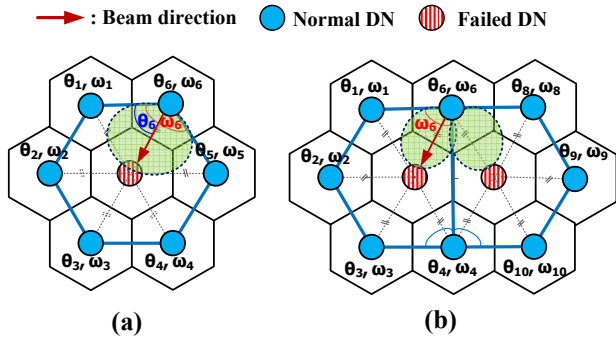 : Beam direction Normal DN Failed DN
θ1, ω1 θ6, ω6 θ1, ω1 θ6, ω6 θ8, ω8
θ6 ω6 ω6
θ2, ω2 θ5, ω5 θ2, ω2 θ9, ω9
θ3, ω3 θ4, ω4 θ3, ω3 θ4, ω4 θ10, ω10
(a) (b)